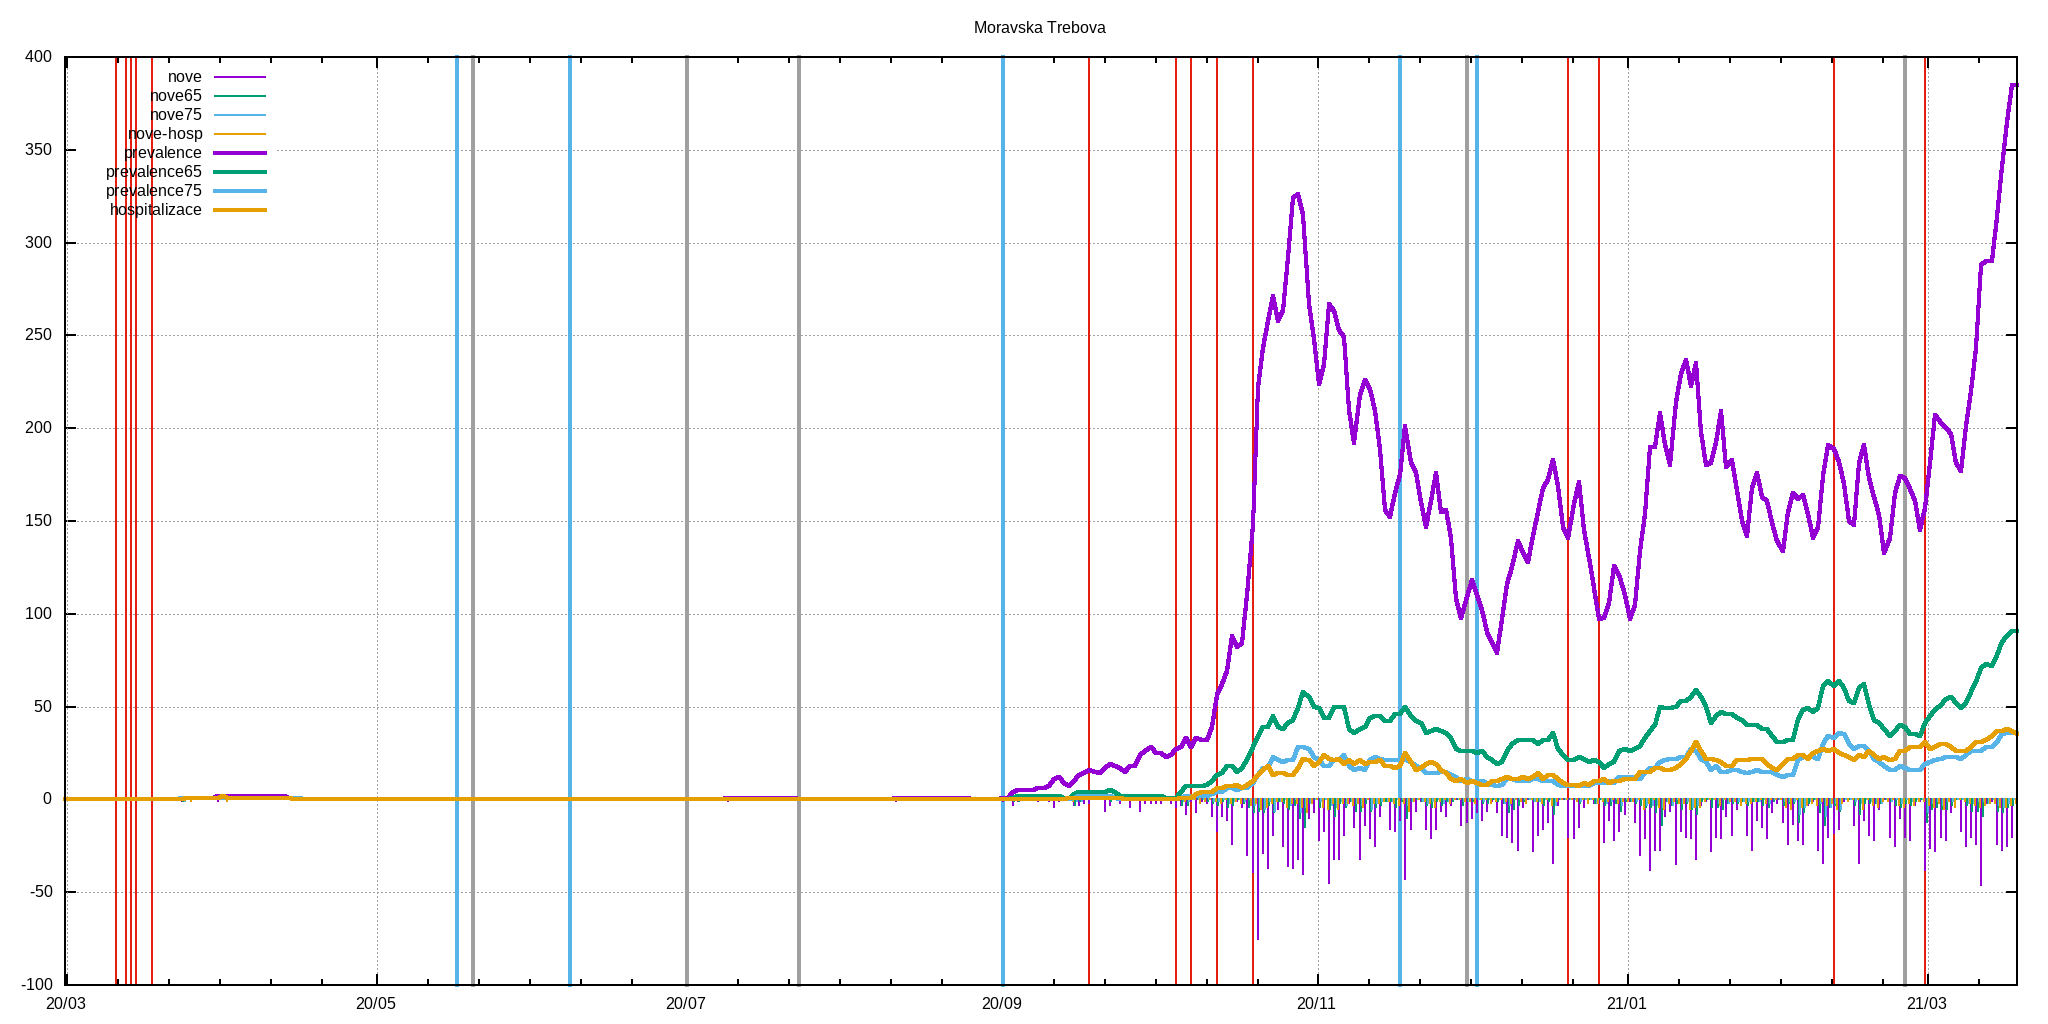 Moravska Trebova
400
350
300
250
200
150
100
50
0
-50
-100
nove
nove65
nove75
nove-hosp
prevalence
prevalence65
prevalence75
hospitalizace
20/03 20/05 20/07 20/09 20/11 21/01 21/03